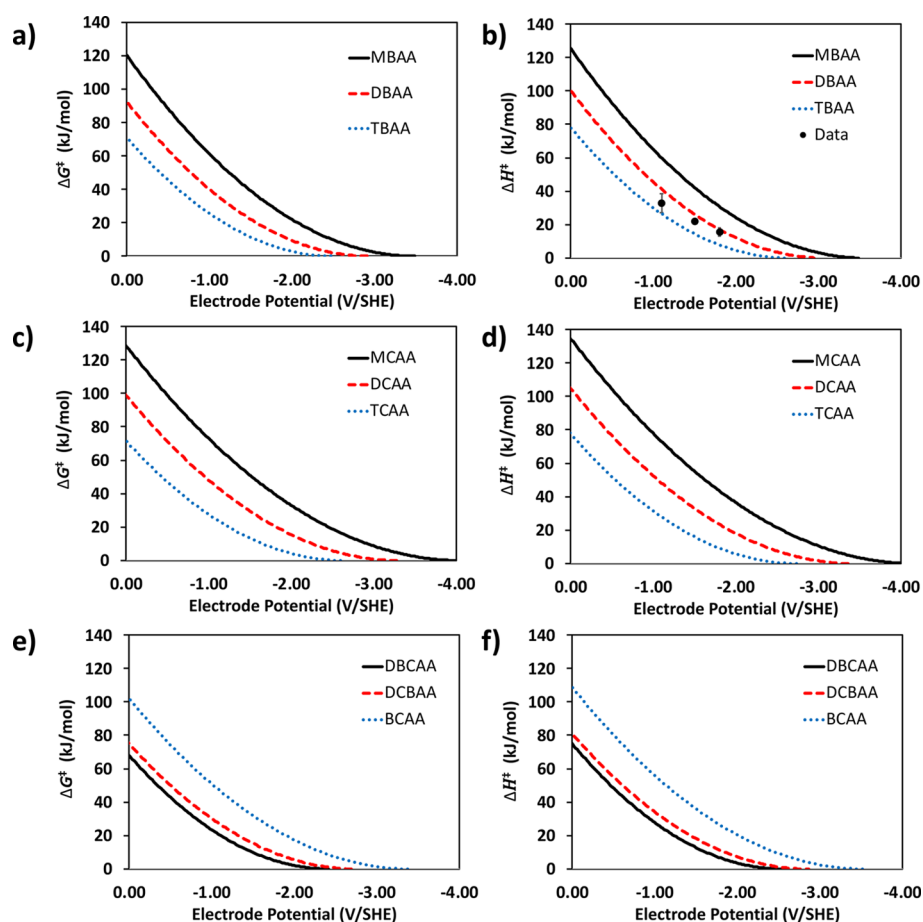 a)
140
120
100
80
60
40
20
0
ΔG‡ (kJ/mol)
0.00 -1.00 -2.00 -3.00 -4.00
Electrode Potential (V/SHE)
MBAA
DBAA
TBAA
b)
140
120
100
80
60
40
20
0
ΔH‡ (kJ/mol)
0.00 -1.00 -2.00 -3.00 -4.00
Electrode Potential (V/SHE)
MBAA
DBAA
TBAA
Data
c)
140
120
100
80
60
40
20
0
ΔG‡ (kJ/mol)
0.00 -1.00 -2.00 -3.00 -4.00
Electrode Potential (V/SHE)
MCAA
DCAA
TCAA
d)
140
120
100
80
60
40
20
0
ΔH‡ (kJ/mol)
0.00 -1.00 -2.00 -3.00 -4.00
Electrode Potential (V/SHE)
MCAA
DCAA
TCAA
e)
140
120
100
80
60
40
20
0
ΔG‡ (kJ/mol)
0.00 -1.00 -2.00 -3.00 -4.00
Electrode Potential (V/SHE)
DBCAA
DCBAA
BCAA
f)
140
120
100
80
60
40
20
0
ΔH‡ (kJ/mol)
0.00 -1.00 -2.00 -3.00 -4.00
Electrode Potential (V/SHE)
DBCAA
DCBAA
BCAA